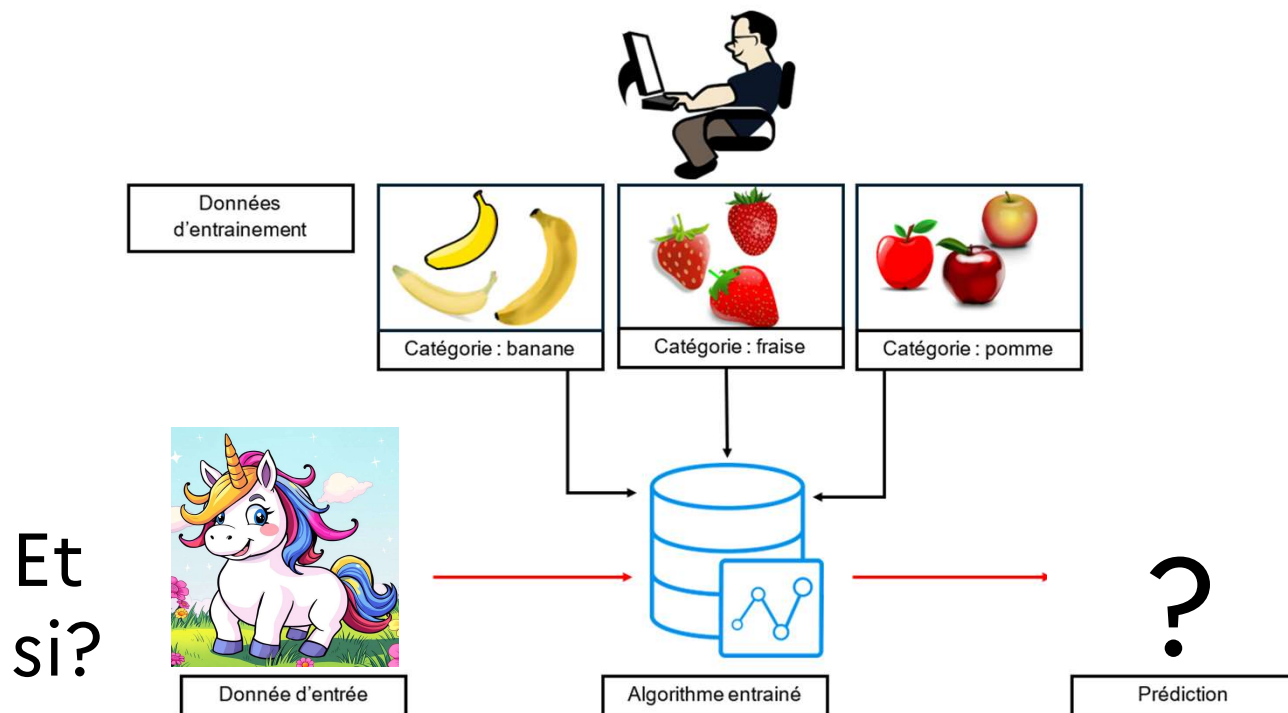 Données
d'entrainement
Catégorie : banane
Catégorie : fraise
Catégorie : pomme
Et
si?
?
Donnée d'entrée
Algorithme entrainé
Prédiction